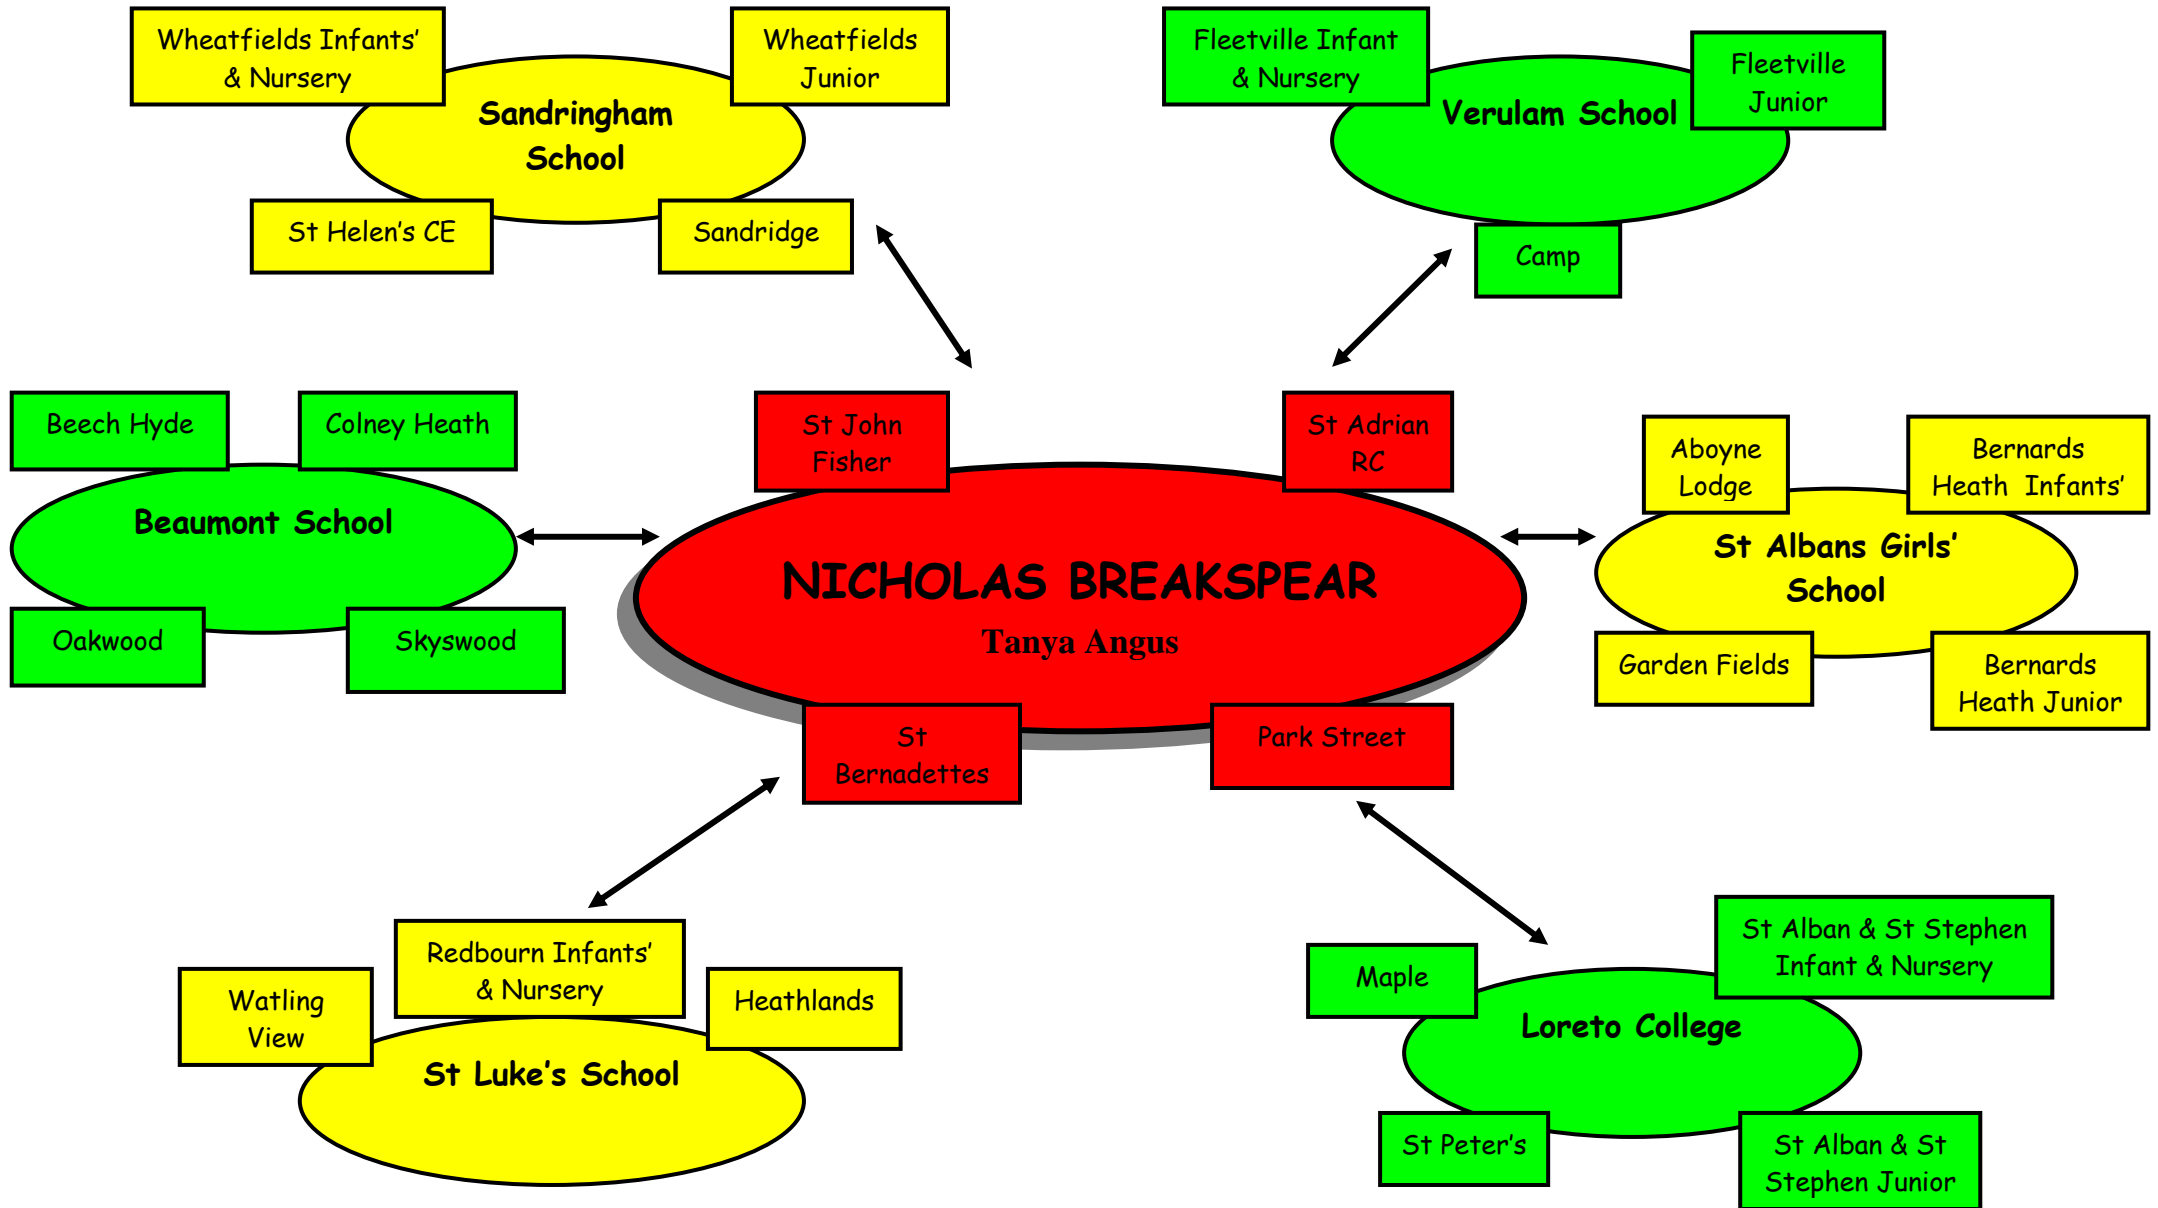 Wheatfields Infants’
& Nursery
Wheatfields
Junior
Sandringham
School
St Helen’s CE
Sandridge
Fleetville Infant
& Nursery
Fleetville
Junior
Verulam School
Camp
Beech Hyde
Colney Heath
Beaumont School
Oakwood
Skyswood
St John
Fisher
St Adrian
RC
NICHOLAS BREAKSPEAR
Tanya Angus
St
Bernadettes
Park Street
Aboyne
Lodge
Bernards
Heath Infants’
St Albans Girls’
School
Garden Fields
Bernards
Heath Junior
Watling
View
Redbourn Infants’
& Nursery
Heathlands
St Luke’s School
Maple
St Alban & St Stephen
Infant & Nursery
Loreto College
St Peter’s
St Alban & St
Stephen Junior